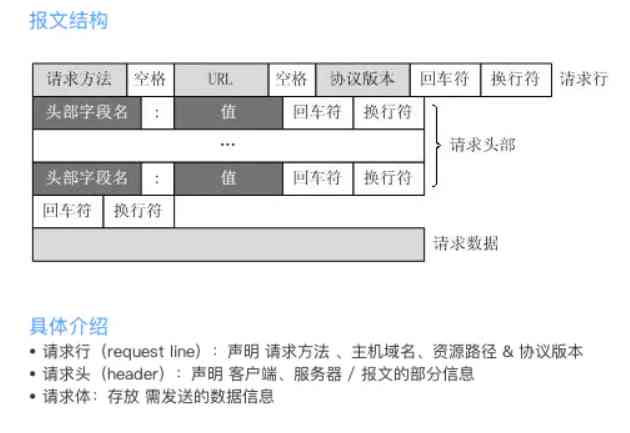 报文结构
请求方法 空格 URL 空格 协议版本 回车符 换行符 请求行
头部字段名 : 值 回车符 换行符
... 请求头部
头部字段名 : 值 回车符 换行符
回车符 换行符
请求数据
具体介绍
• 请求行（request line）：声明 请求方法 、主机域名、资源路径 & 协议版本
• 请求头（header）：声明 客户端、服务器 / 报文的部分信息
• 请求体：存放 需发送的数据信息